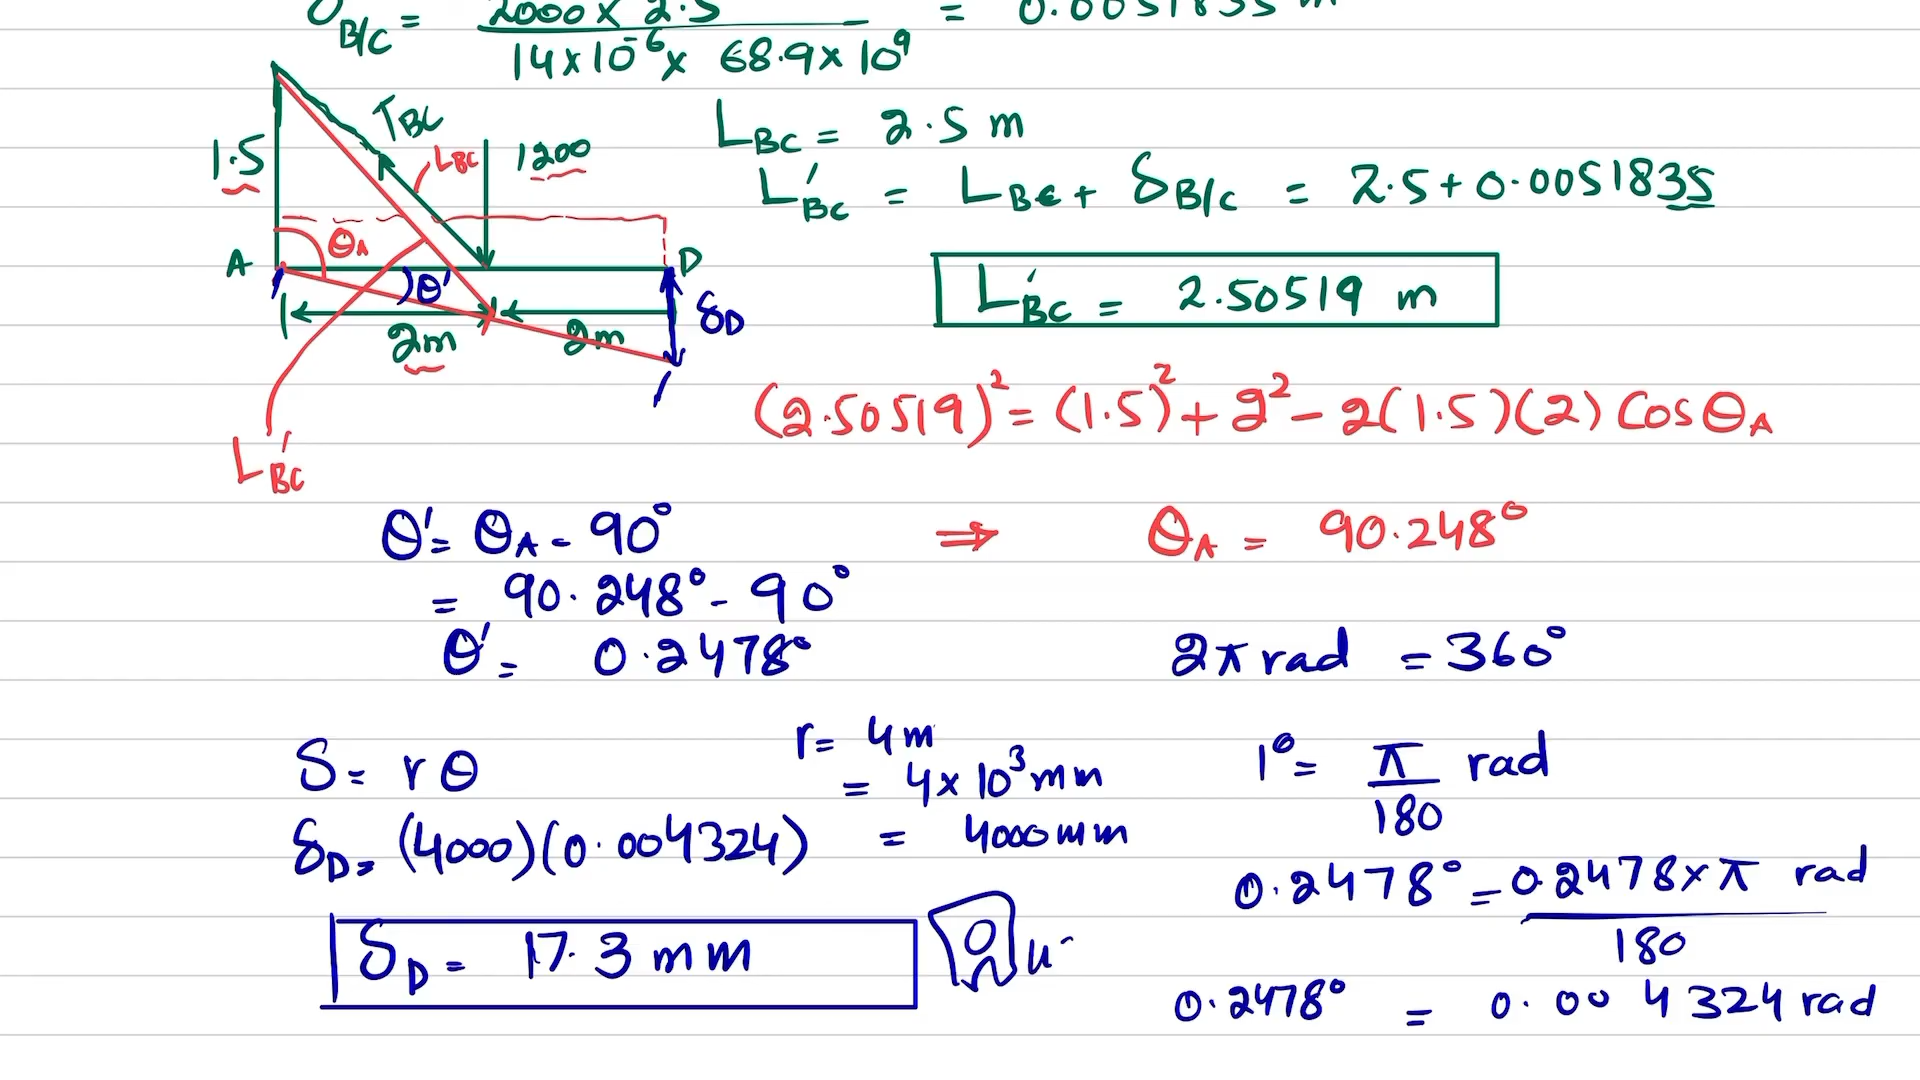 δB/C = 2000 × 2.5 / 14×10^-6 × 68.9×10^9 = 0.0051835 m
TBC
LBC = 2.5 m
1.5
LBC
1200
L'BC = LBC + δB/C = 2.5+0.0051835
θA
A
D
θ'
δD
L'BC = 2.50519 m
2m
2m
(2.50519)² = (1.5)² + 2² - 2(1.5)(2) Cos θA
L'BC
θ' = θA - 90°
⇒ θA = 90.248°
= 90.248° - 90°
θ' = 0.2478°
2π rad = 360°
S = rθ
r = 4m
= 4×10³ mm
= 4000 mm
1° = π/180 rad
δD = (4000)(0.004324)
0.2478° = 0.2478×π/180 rad
δD = 17.3 mm
0.2478° = 0.004324 rad